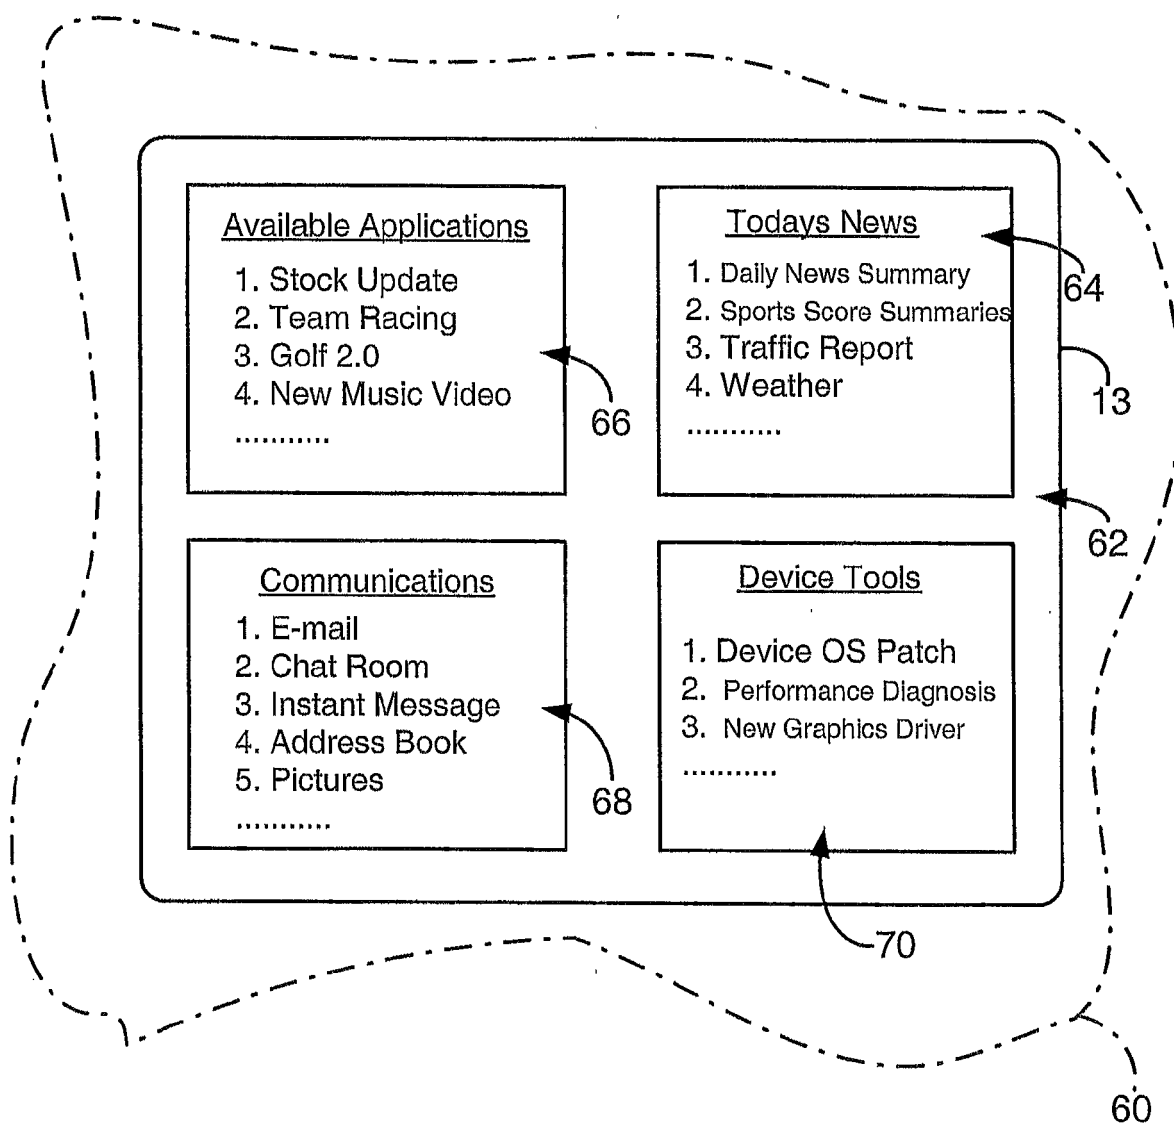 Available Applications
1. Stock Update
2. Team Racing
3. Golf 2.0
4. New Music Video
............
66
Todays News
1. Daily News Summary
2. Sports Score Summaries
3. Traffic Report
4. Weather
............
64
13
62
Communications
1. E-mail
2. Chat Room
3. Instant Message
4. Address Book
5. Pictures
............
68
Device Tools
1. Device OS Patch
2. Performance Diagnosis
3. New Graphics Driver
............
70
60